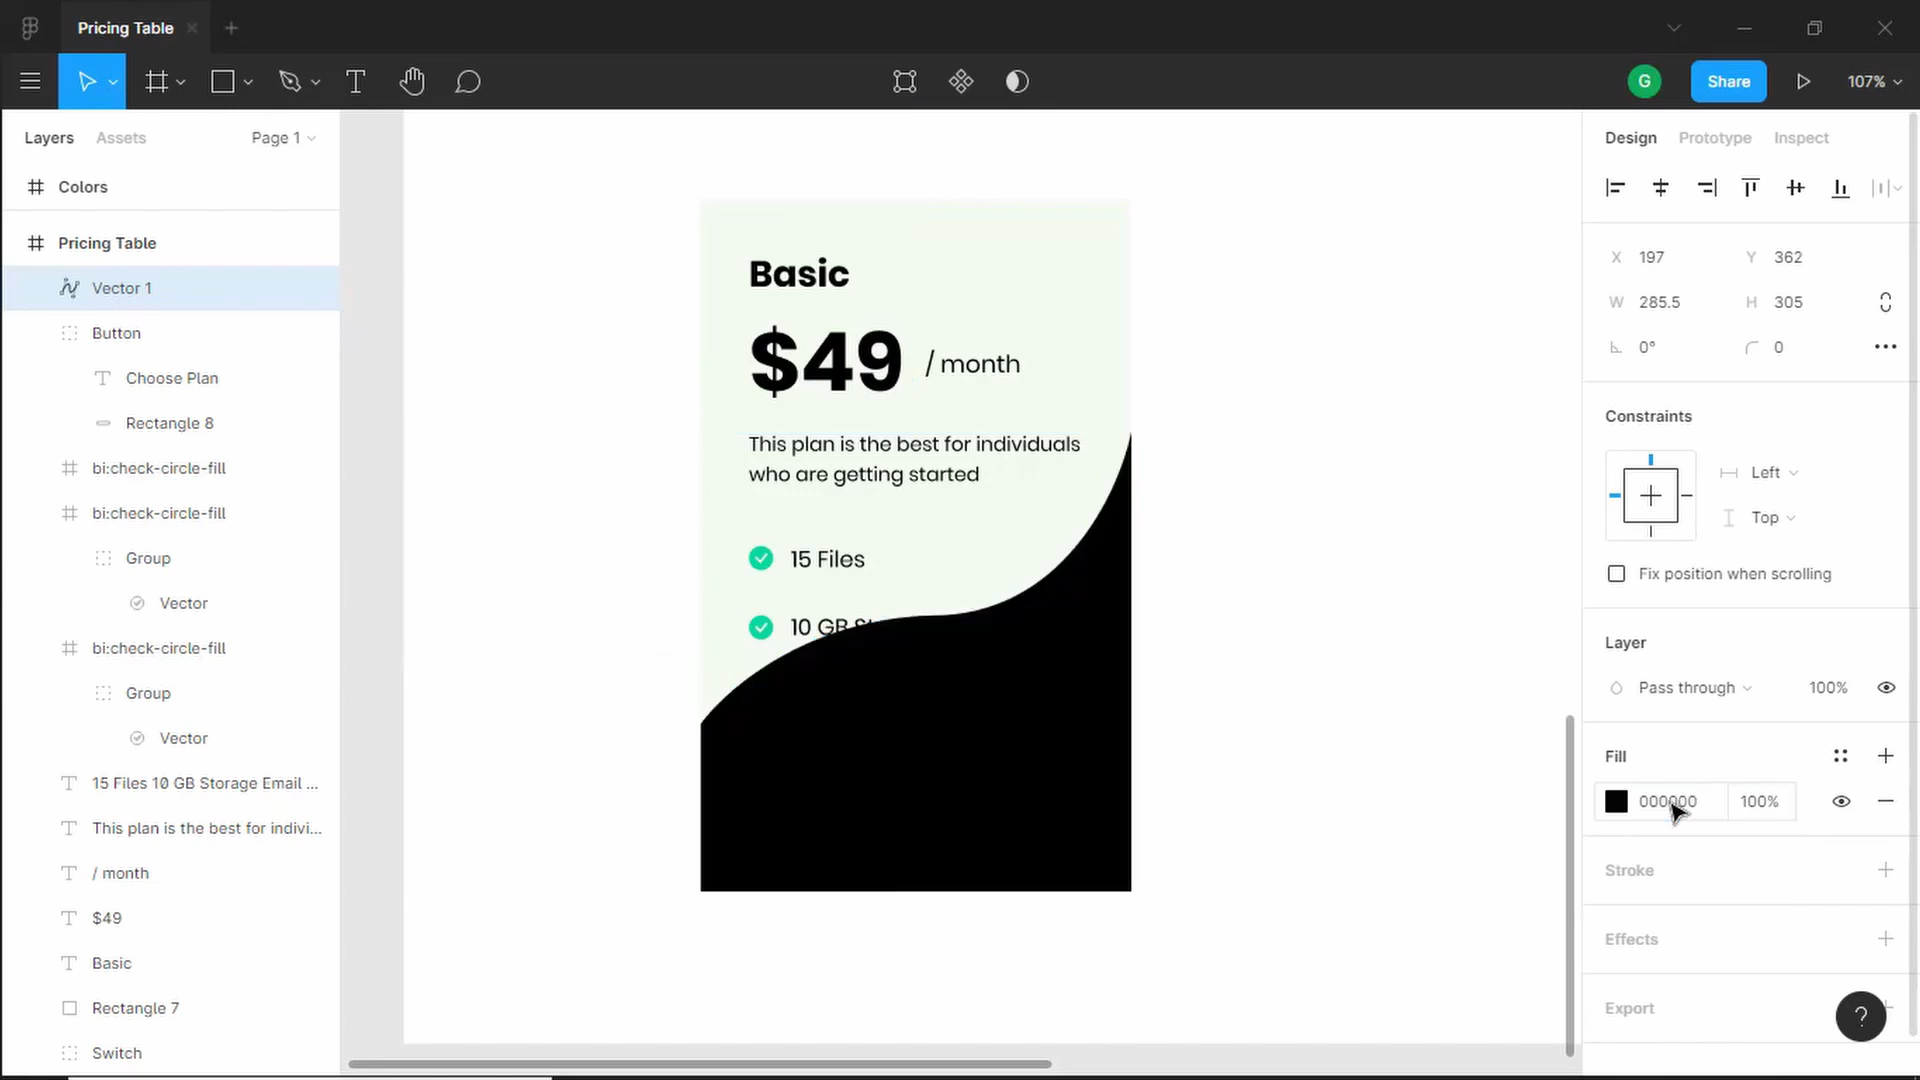 Pricing Table
G
Share
107%
Layers
Assets
Page 1
Design
Prototype
Inspect
Colors
Pricing Table
Vector 1
Button
Choose Plan
Rectangle 8
bi:check-circle-fill
bi:check-circle-fill
Group
Vector
bi:check-circle-fill
Group
Vector
15 Files 10 GB Storage Email ...
This plan is the best for indivi...
/ month
$49
Basic
Rectangle 7
Switch
Basic
$49 / month
This plan is the best for individuals
who are getting started
15 Files
10 GB
X 197
Y 362
W 285.5
H 305
0°
0
Constraints
Left
Top
Fix position when scrolling
Layer
Pass through
100%
Fill
000000
100%
Stroke
Effects
Export
?